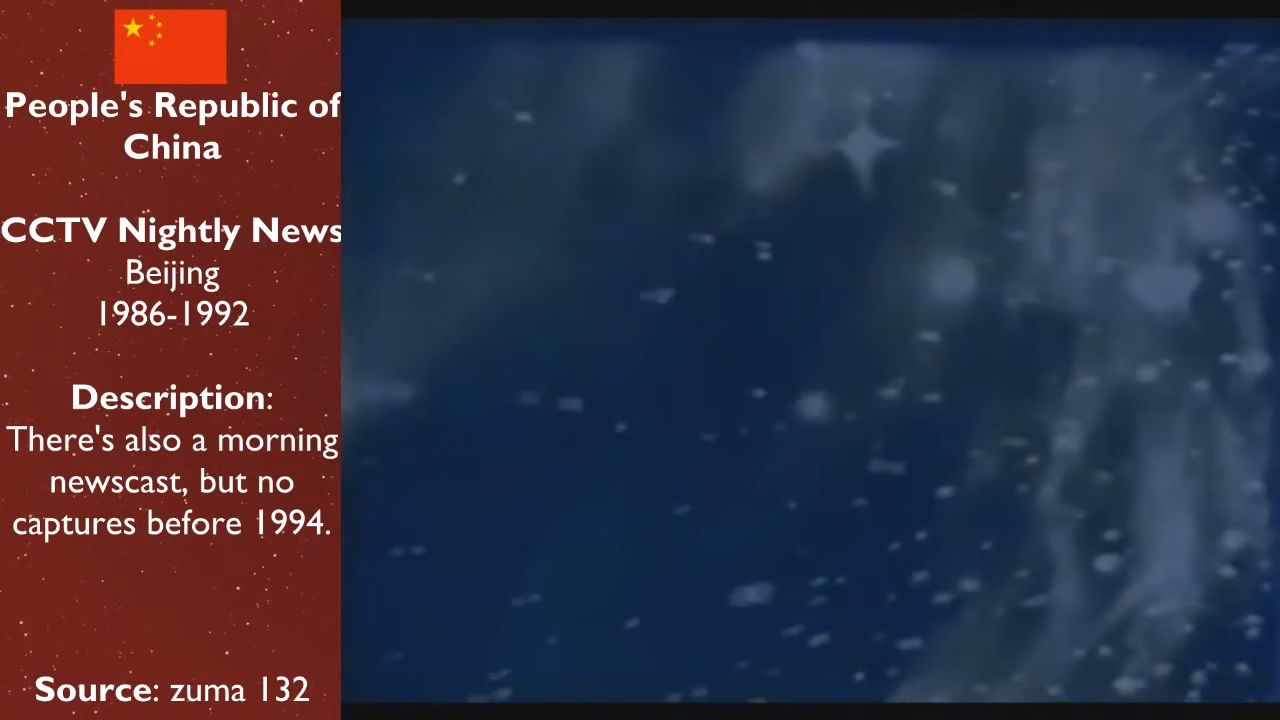 People's Republic of
China
CCTV Nightly News
Beijing
1986-1992
Description:
There's also a morning
newscast, but no
captures before 1994.
Source: zuma 132